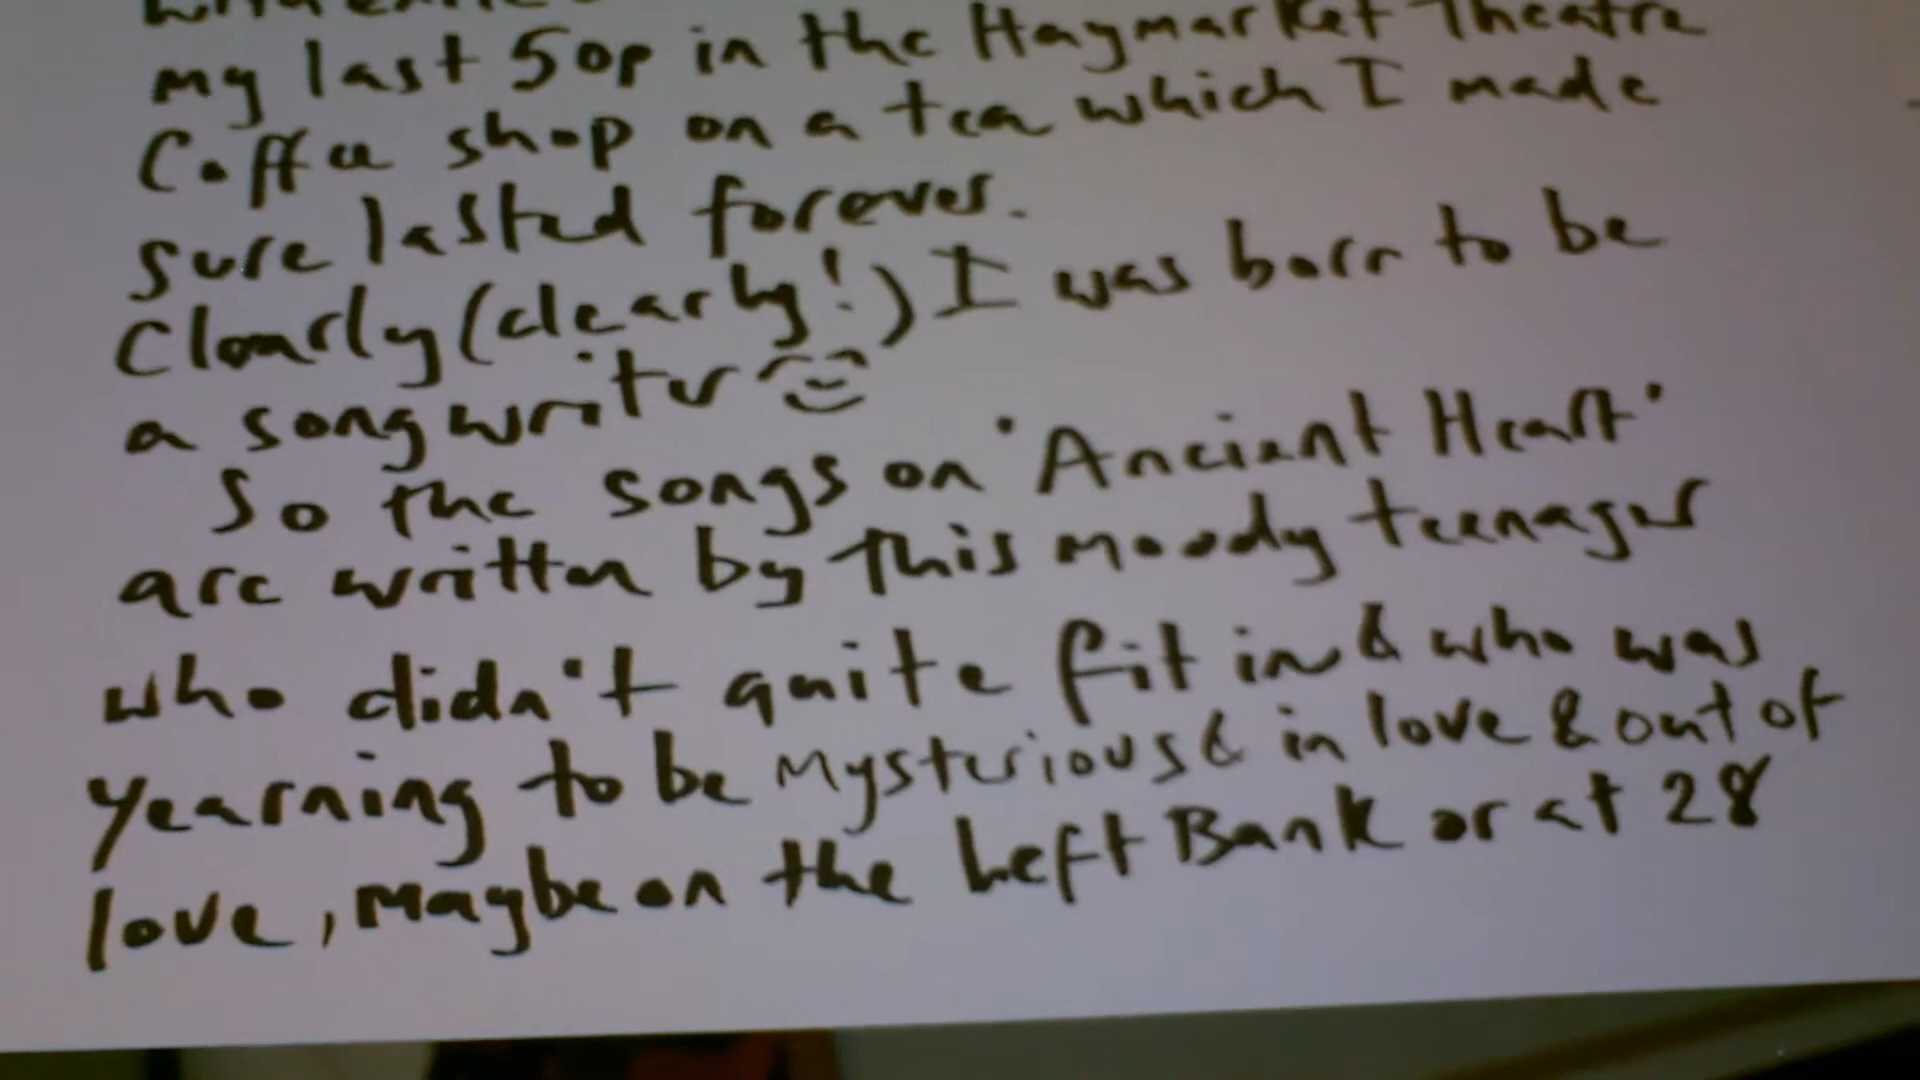 my last 50p in the Haymarket Theatre
Coffee shop on a tea which I made
sure lasted forever.
Clearly (clearly!) I was born to be
a songwriter
So the songs on 'Ancient Heart'
are written by this moody teenager
who didn't quite fit in & who was
yearning to be mysterious & in love & out of
love, maybe on the Left Bank or at 28